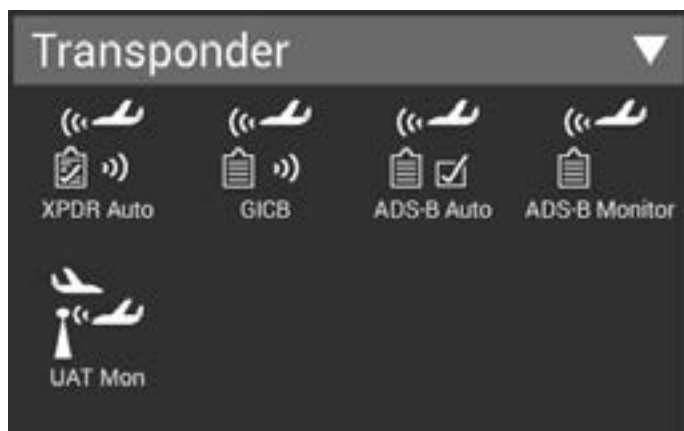 Transponder
XPDR Auto
GICB
ADS-B Auto
ADS-B Monitor
UAT Mon